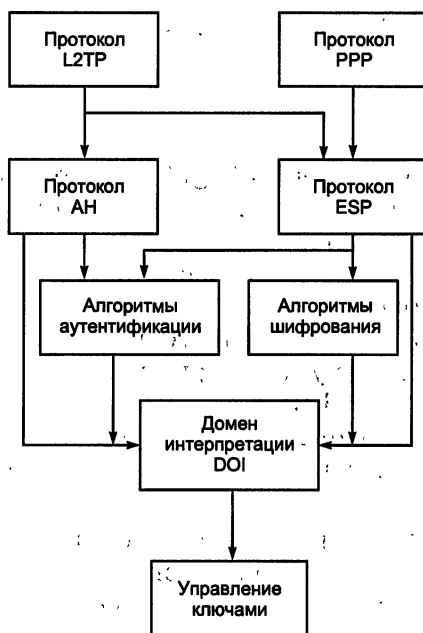 Протокол
L2TP
Протокол
PPP
Протокол
AH
Протокол
ESP
Алгоритмы
аутентификации
Алгоритмы
шифрования
Домен
интерпретации
DOI
Управление
ключами